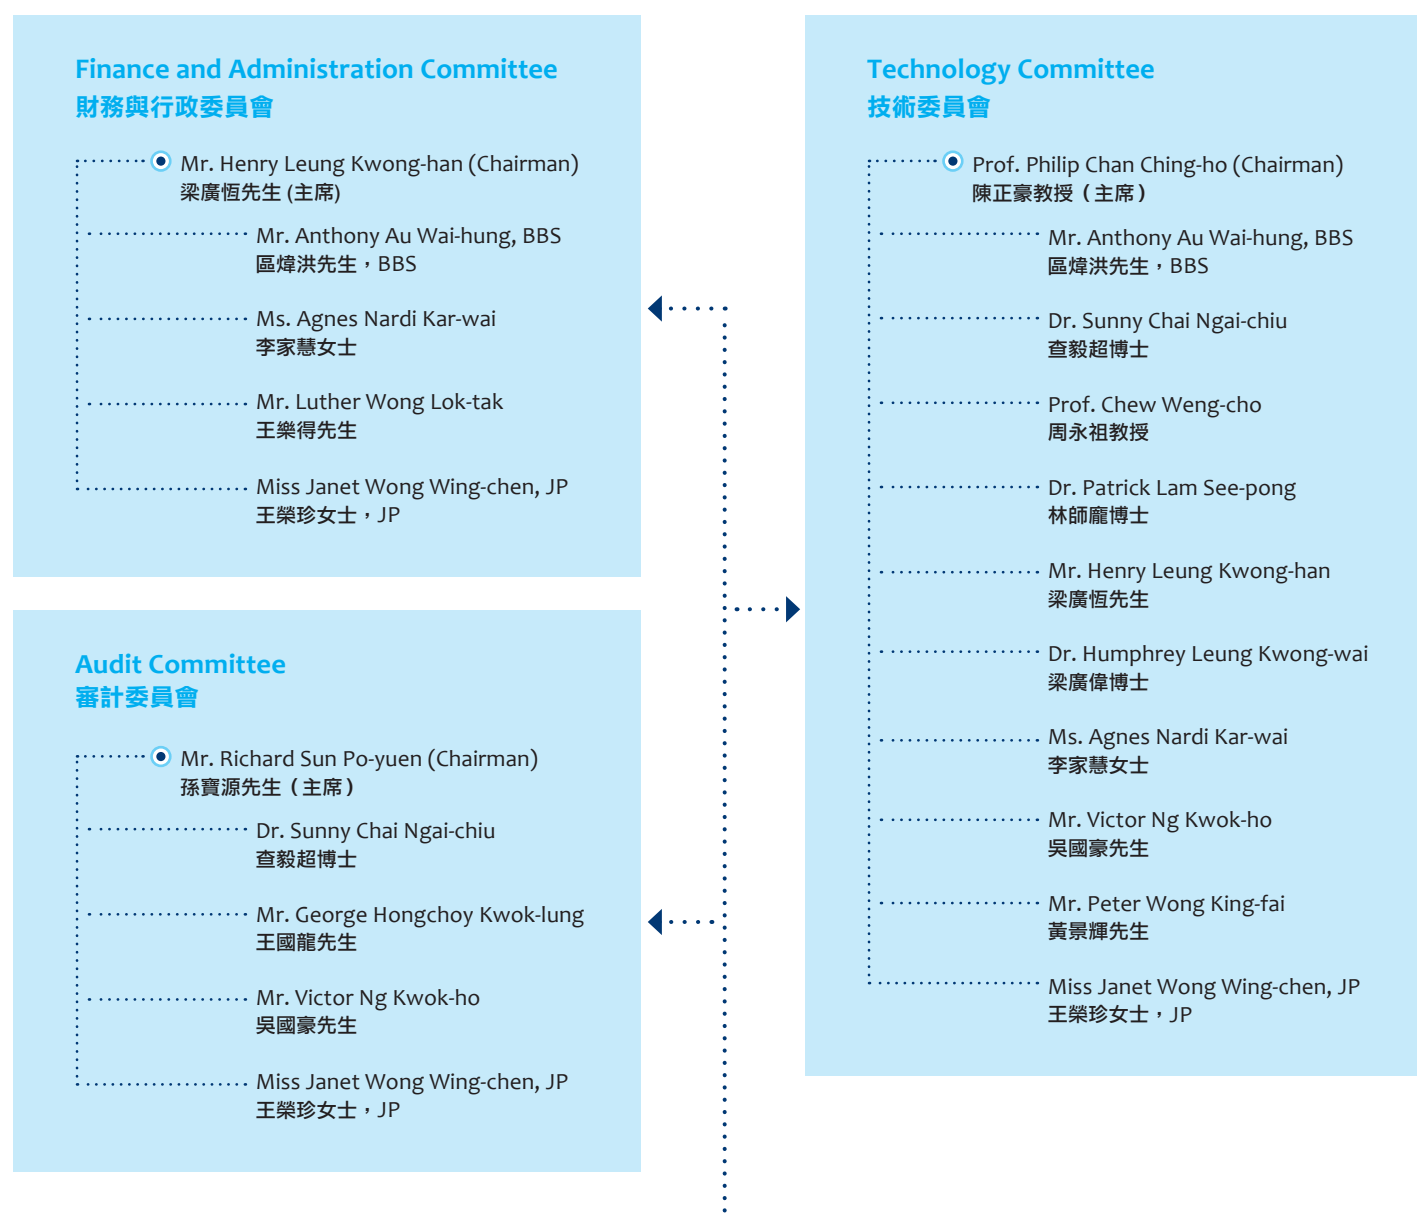 Finance and Administration Committee
財務與行政委員會
Mr. Henry Leung Kwong-han (Chairman)
梁廣恆先生 (主席)
Mr. Anthony Au Wai-hung, BBS
區煒洪先生，BBS
Ms. Agnes Nardi Kar-wai
李家慧女士
Mr. Luther Wong Lok-tak
王樂得先生
Miss Janet Wong Wing-chen, JP
王榮珍女士，JP
Audit Committee
審計委員會
Mr. Richard Sun Po-yuen (Chairman)
孫寶源先生（主席）
Dr. Sunny Chai Ngai-chiu
查毅超博士
Mr. George Hongchoy Kwok-lung
王國龍先生
Mr. Victor Ng Kwok-ho
吳國豪先生
Miss Janet Wong Wing-chen, JP
王榮珍女士，JP
Technology Committee
技術委員會
Prof. Philip Chan Ching-ho (Chairman)
陳正豪教授（主席）
Mr. Anthony Au Wai-hung, BBS
區煒洪先生，BBS
Dr. Sunny Chai Ngai-chiu
查毅超博士
Prof. Chew Weng-cho
周永祖教授
Dr. Patrick Lam See-pong
林師龐博士
Mr. Henry Leung Kwong-han
梁廣恆先生
Dr. Humphrey Leung Kwong-wai
梁廣偉博士
Ms. Agnes Nardi Kar-wai
李家慧女士
Mr. Victor Ng Kwok-ho
吳國豪先生
Mr. Peter Wong King-fai
黃景輝先生
Miss Janet Wong Wing-chen, JP
王榮珍女士，JP